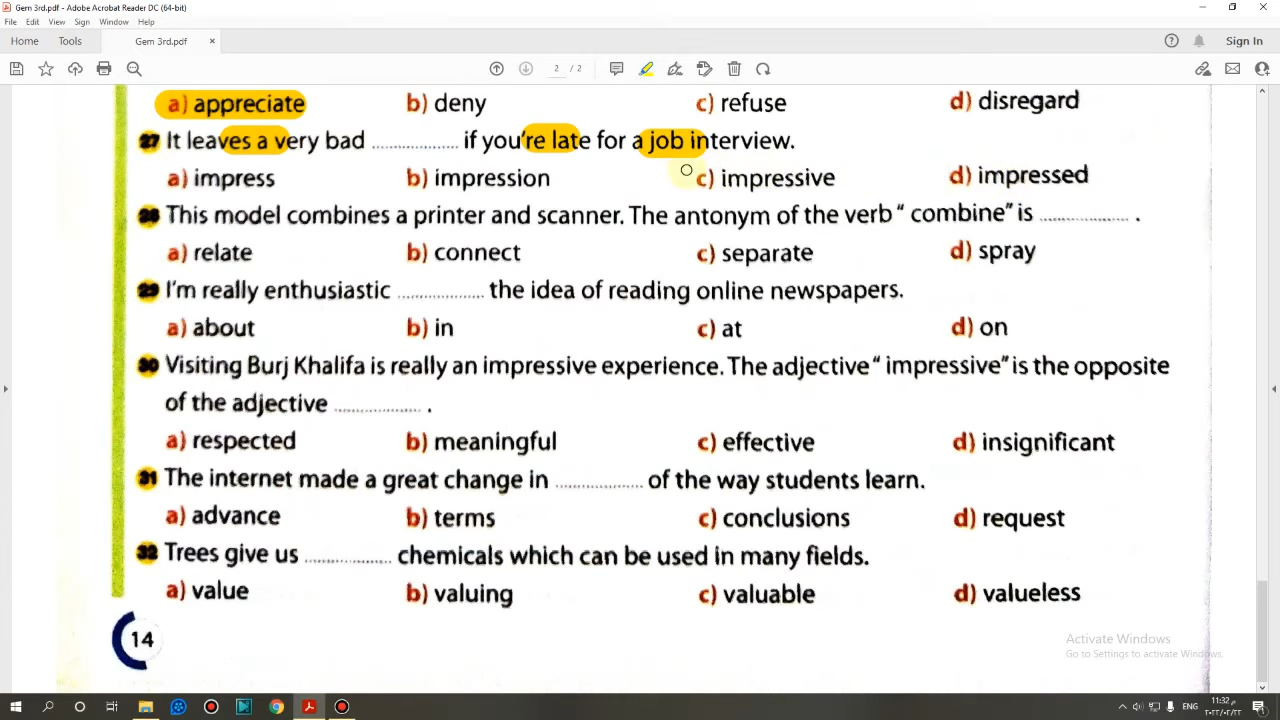 Gem 3rd.pdf - Adobe Acrobat Reader DC (64-bit)
File Edit View Sign Window Help
Home Tools Gem 3rd.pdf × Sign In
2 / 2
a) appreciate b) deny c) refuse d) disregard
27 It leaves a very bad ................ if you're late for a job interview.
a) impress b) impression c) impressive d) impressed
28 This model combines a printer and scanner. The antonym of the verb " combine" is ................ .
a) relate b) connect c) separate d) spray
29 I'm really enthusiastic ................ the idea of reading online newspapers.
a) about b) in c) at d) on
30 Visiting Burj Khalifa is really an impressive experience. The adjective " impressive" is the opposite
of the adjective ................ .
a) respected b) meaningful c) effective d) insignificant
31 The internet made a great change in ................ of the way students learn.
a) advance b) terms c) conclusions d) request
32 Trees give us ................ chemicals which can be used in many fields.
a) value b) valuing c) valuable d) valueless
14
Activate Windows
Go to Settings to activate Windows.
11:32 م
٢٠٢٢/٠٢/٢٢